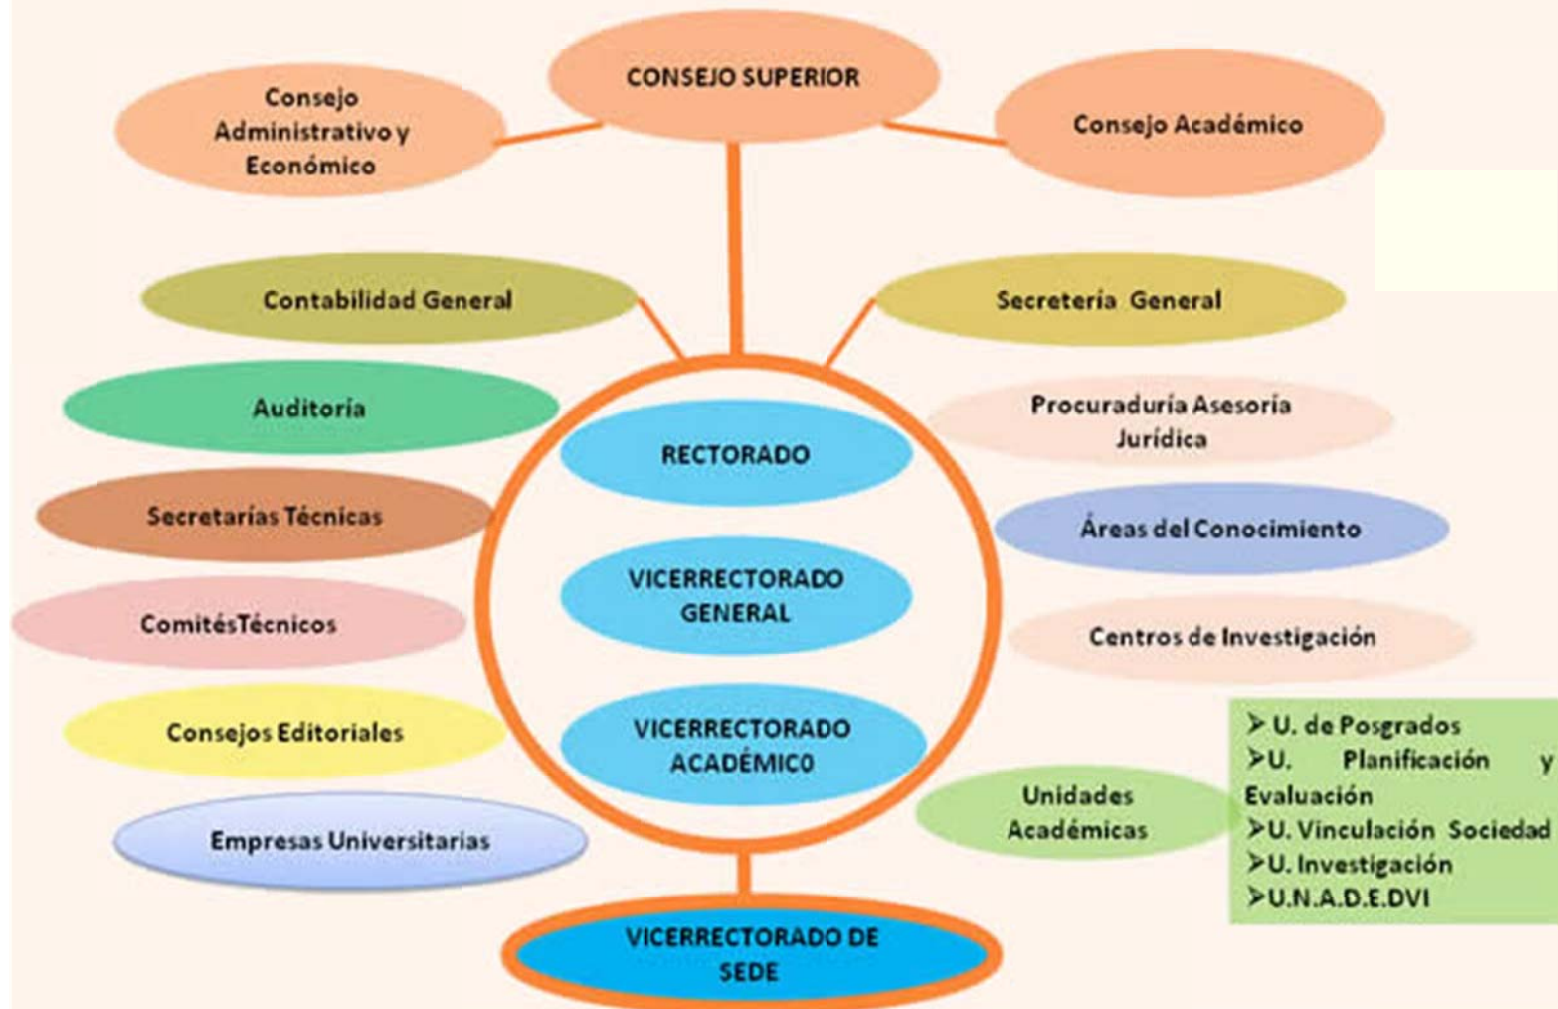 CONSEJO SUPERIOR
Consejo
Administrativo y
Económico
Consejo Académico
Contabilidad General
Secretería General
Auditoría
Procuraduría Asesoría
Jurídica
RECTORADO
Secretarías Técnicas
Áreas del Conocimiento
VICERRECTORADO
GENERAL
ComitésTécnicos
Centros de Investigación
Consejos Editoriales
VICERRECTORADO
ACADÉMICO
Unidades
Académicas
➢ U. de Posgrados
➢U. Planificación y
Evaluación
➢U. Vinculación Sociedad
➢U. Investigación
➢U.N.A.D.E.DVI
Empresas Universitarias
VICERRECTORADO DE
SEDE